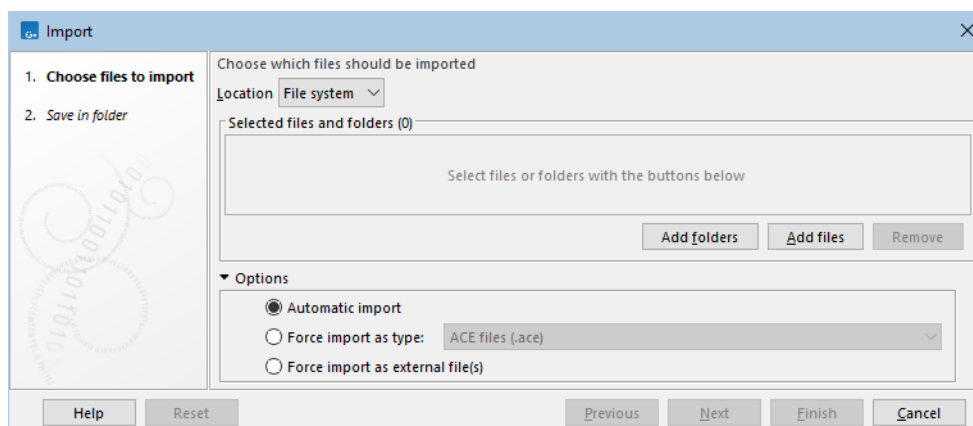 G.
Import
1. Choose files to import
2. Save in folder
Choose which files should be imported
Location File system
Selected files and folders (0)
Select files or folders with the buttons below
Add folders Add files Remove
Options
Automatic import
Force import as type: ACE files (.ace)
Force import as external file(s)
Help Reset Previous Next Finish Cancel